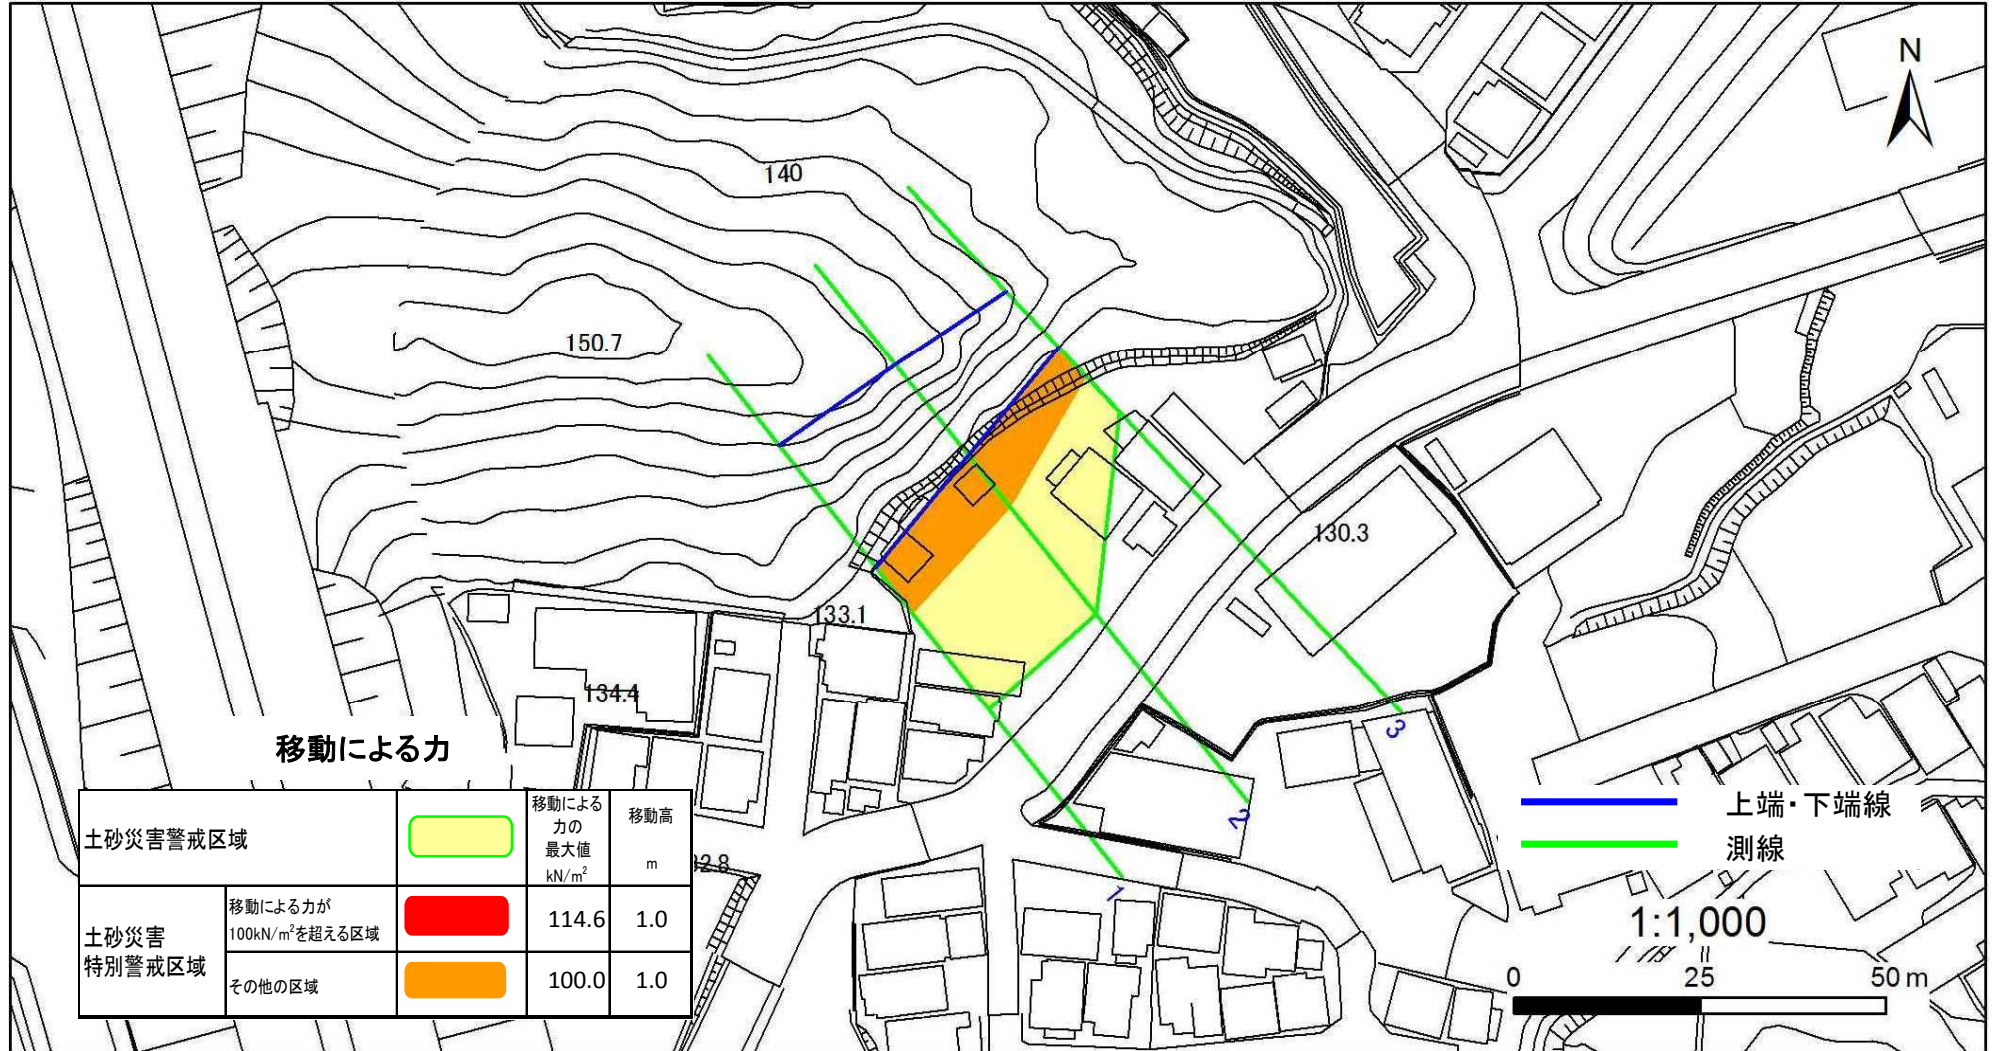 N
140
150.7
130.3
133.1
134.4
3
2
1
移動による力
土砂災害警戒区域
移動による
力の
最大値
kN/m²
移動高
m
土砂災害
特別警戒区域
移動による力が
100kN/m²を超える区域
114.6
1.0
その他の区域
100.0
1.0
上端・下端線
測線
1:1,000
0
25
50 m